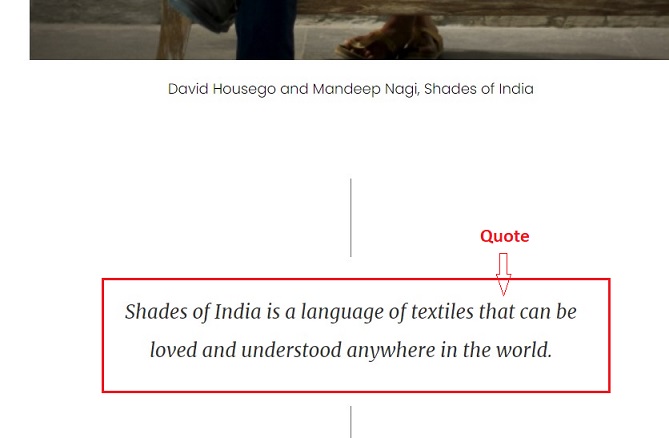 David Housego and Mandeep Nagi, Shades of India
Quote
Shades of India is a language of textiles that can be
loved and understood anywhere in the world.